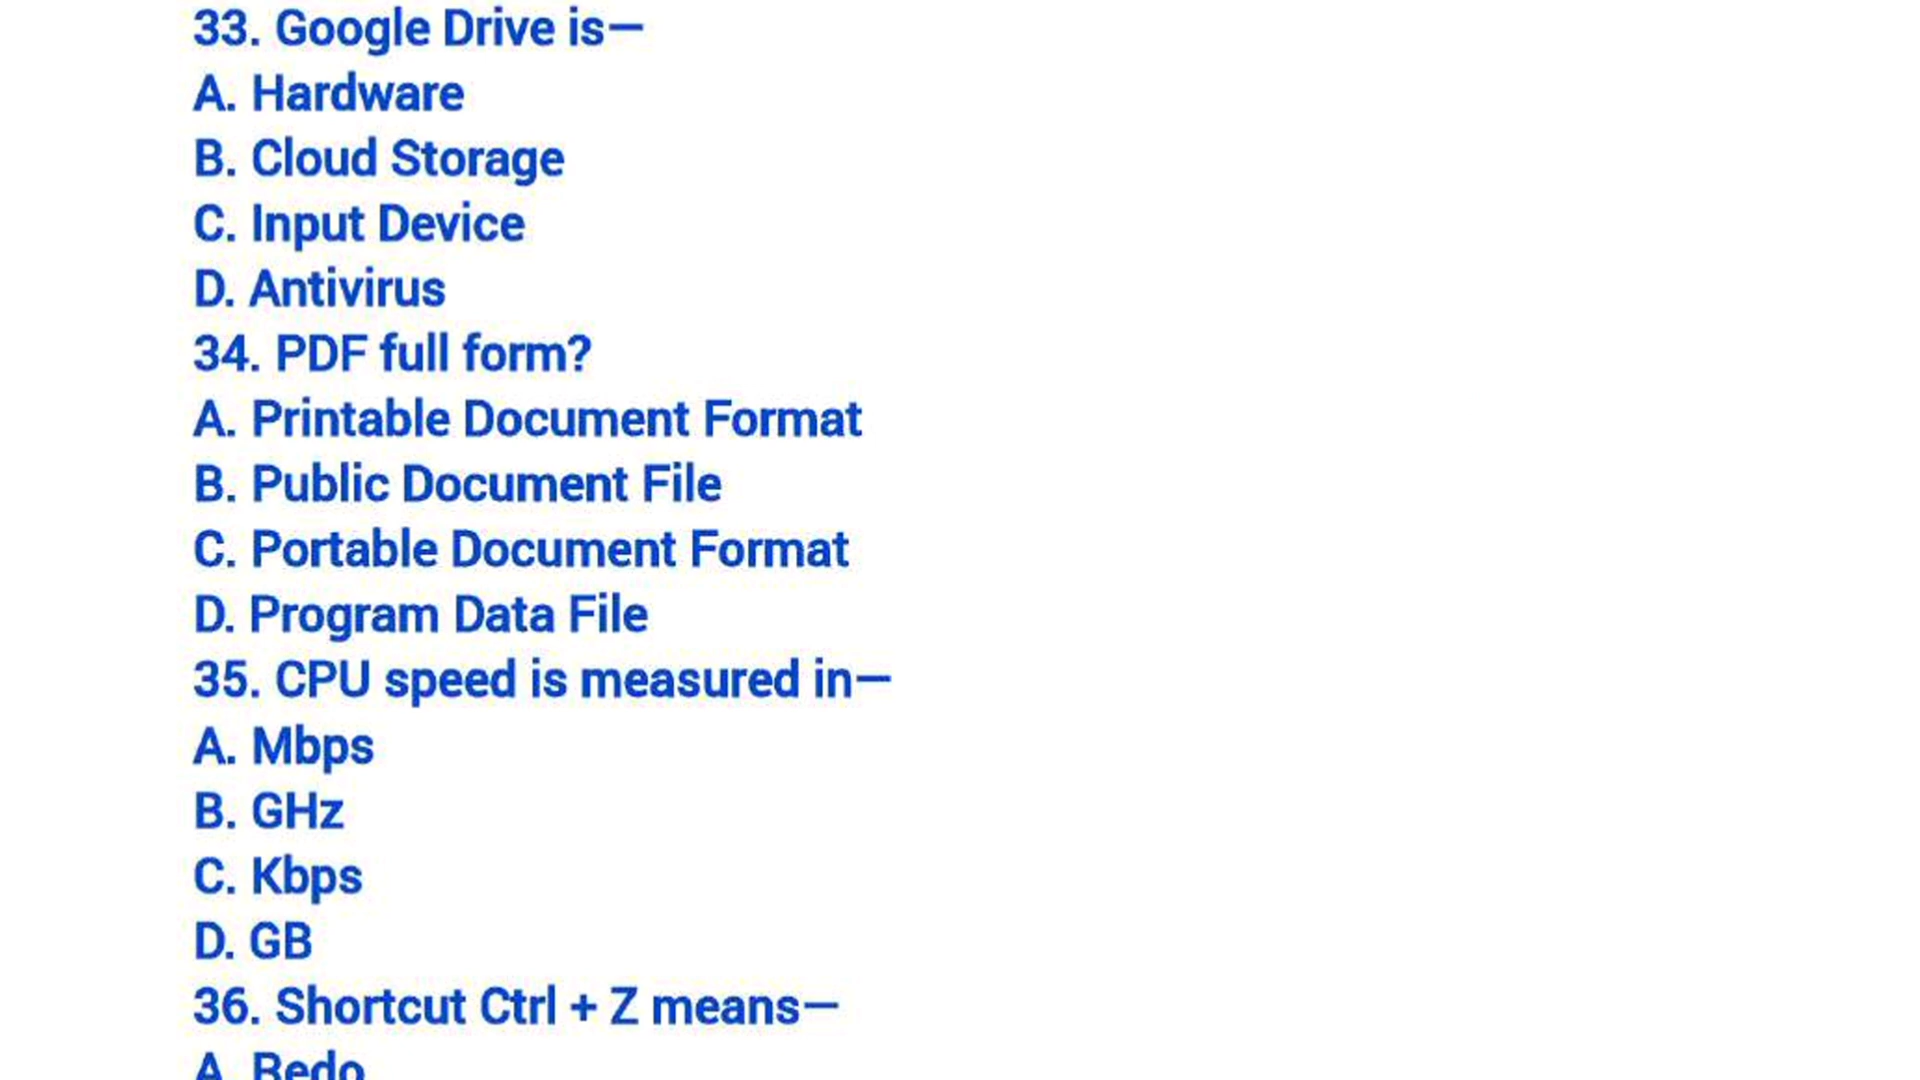 33. Google Drive is—
A. Hardware
B. Cloud Storage
C. Input Device
D. Antivirus
34. PDF full form?
A. Printable Document Format
B. Public Document File
C. Portable Document Format
D. Program Data File
35. CPU speed is measured in—
A. Mbps
B. GHz
C. Kbps
D. GB
36. Shortcut Ctrl + Z means—
A. Redo